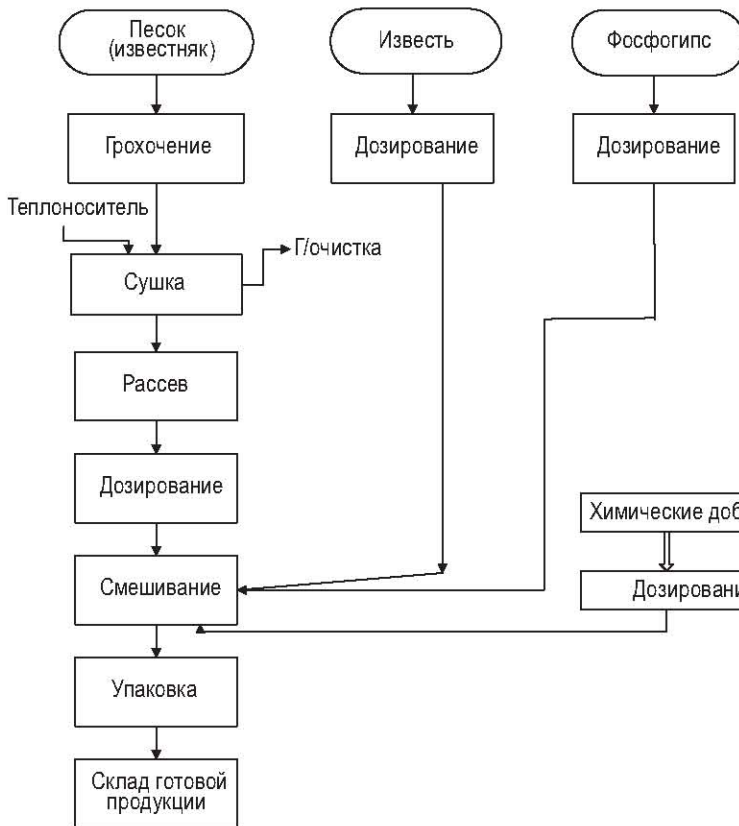 Песок
(известняк)
Известь
Фосфогипс
Грохочение
Дозирование
Дозирование
Теплоноситель
Г/очистка
Сушка
Рассев
Дозирование
Химические доб
Смешивание
Дозировани
Упаковка
Склад готовой
продукции